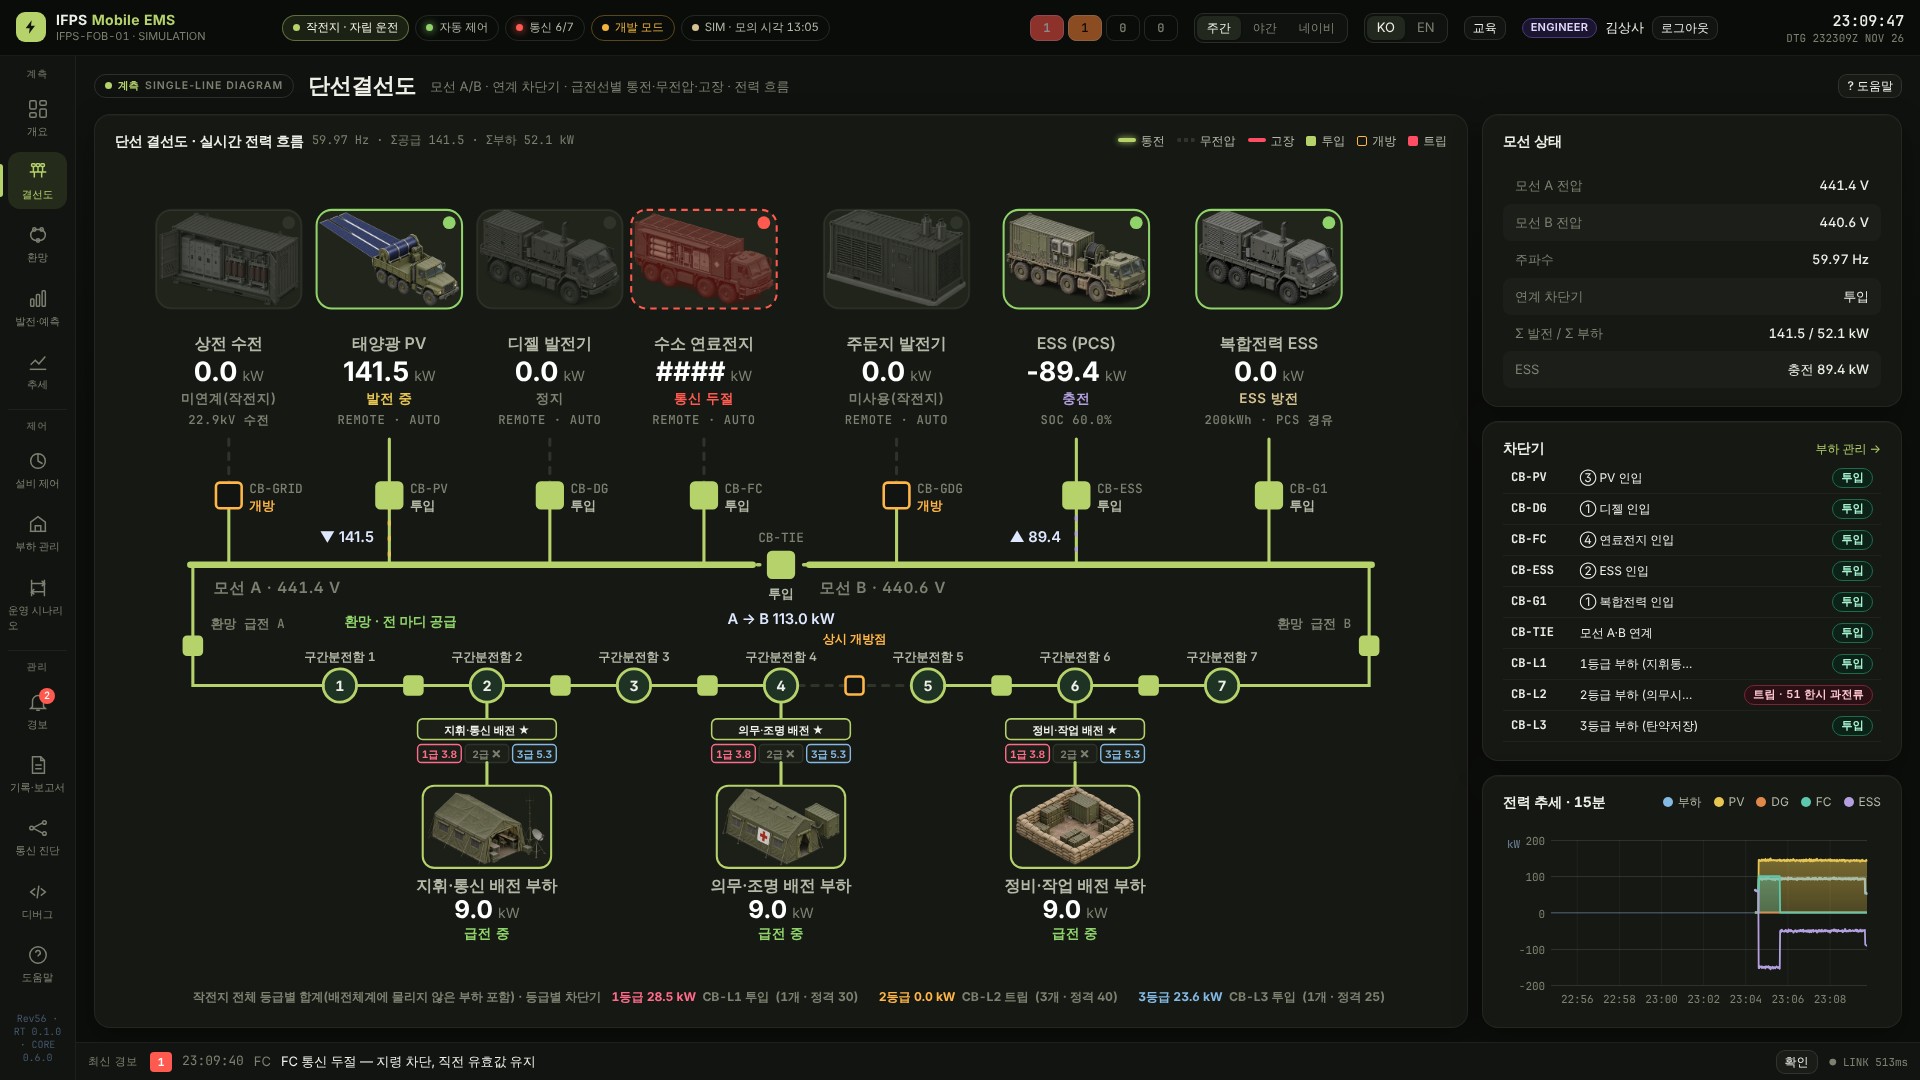 IFPS Mobile EMS
IFPS-FOB-01 · SIMULATION
작전지 · 자립 운전
자동 제어
통신 6/7
개발 모드
SIM · 모의 시각 13:05
1 1 0 0
주간 야간 네이비
KO EN
교육
ENGINEER 김상사 로그아웃
23:09:47
DTG 232309Z NOV 26
계측
개요
결선도
환망
발전·예측
추세
제어
설비 제어
부하 관리
운영 시나리오
관리
2
경보
기록·보고서
통신 진단
디버그
도움말
Rev56 ·
RT 0.1.0
· CORE
0.6.0
계측 SINGLE-LINE DIAGRAM
단선결선도
모선 A/B · 연계 차단기 · 급전선별 통전·무전압·고장 · 전력 흐름
? 도움말
단선 결선도 · 실시간 전력 흐름 59.97 Hz · Σ공급 141.5 · Σ부하 52.1 kW
통전 무전압 고장 투입 개방 트립
상전 수전 태양광 PV 디젤 발전기 수소 연료전지 주둔지 발전기 ESS (PCS) 복합전력 ESS
0.0 kW 141.5 kW 0.0 kW #### kW 0.0 kW -89.4 kW 0.0 kW
미연계(작전지) 발전 중 정지 통신 두절 미사용(작전지) 충전 ESS 방전
22.9kV 수전 REMOTE · AUTO REMOTE · AUTO REMOTE · AUTO REMOTE · AUTO SOC 60.0% 200kWh · PCS 경유
CB-GRID CB-PV CB-DG CB-FC CB-GDG CB-ESS CB-G1
개방 투입 투입 투입 개방 투입 투입
▼ 141.5 CB-TIE ▲ 89.4
모선 A · 441.4 V 투입 모선 B · 440.6 V
환망 급전 A 환망 · 전 마디 공급 A → B 113.0 kW 환망 급전 B
상시 개방점
구간분전함 1 구간분전함 2 구간분전함 3 구간분전함 4 구간분전함 5 구간분전함 6 구간분전함 7
1 2 3 4 5 6 7
지휘·통신 배전 ★ 의무·조명 배전 ★ 정비·작업 배전 ★
1급 3.8 2급 ✕ 3급 5.3 1급 3.8 2급 ✕ 3급 5.3 1급 3.8 2급 ✕ 3급 5.3
지휘·통신 배전 부하 의무·조명 배전 부하 정비·작업 배전 부하
9.0 kW 9.0 kW 9.0 kW
급전 중 급전 중 급전 중
작전지 전체 등급별 합계(배전체계에 물리지 않은 부하 포함) · 등급별 차단기 1등급 28.5 kW CB-L1 투입 (1개 · 정격 30) 2등급 0.0 kW CB-L2 트립 (3개 · 정격 40) 3등급 23.6 kW CB-L3 투입 (1개 · 정격 25)
모선 상태
모선 A 전압 441.4 V
모선 B 전압 440.6 V
주파수 59.97 Hz
연계 차단기 투입
Σ 발전 / Σ 부하 141.5 / 52.1 kW
ESS 충전 89.4 kW
차단기 부하 관리 →
CB-PV ③ PV 인입 투입
CB-DG ① 디젤 인입 투입
CB-FC ④ 연료전지 인입 투입
CB-ESS ② ESS 인입 투입
CB-G1 ① 복합전력 인입 투입
CB-TIE 모선 A·B 연계 투입
CB-L1 1등급 부하 (지휘통... 투입
CB-L2 2등급 부하 (의무시... 트립 · 51 한시 과전류
CB-L3 3등급 부하 (탄약저장) 투입
전력 추세 · 15분 부하 PV DG FC ESS
kW 200
100
0
-100
-200
22:56 22:58 23:00 23:02 23:04 23:06 23:08
최신 경보 1 23:09:40 FC FC 통신 두절 — 지령 차단, 직전 유효값 유지
확인 LINK 513ms